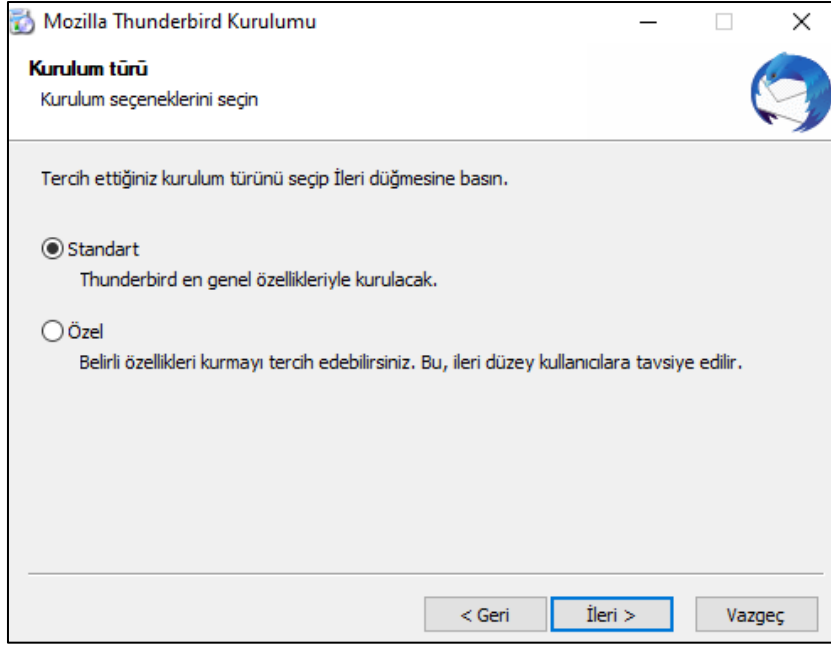 Mozilla Thunderbird Kurulumu
Kurulum türü
Kurulum seçeneklerini seçin
Tercih ettiğiniz kurulum türünü seçip İleri düğmesine basın.
Standart
Thunderbird en genel özellikleriyle kurulacak.
Özel
Belirli özellikleri kurmayı tercih edebilirsiniz. Bu, ileri düzey kullanıcılara tavsiye edilir.
< Geri İleri > Vazgeç